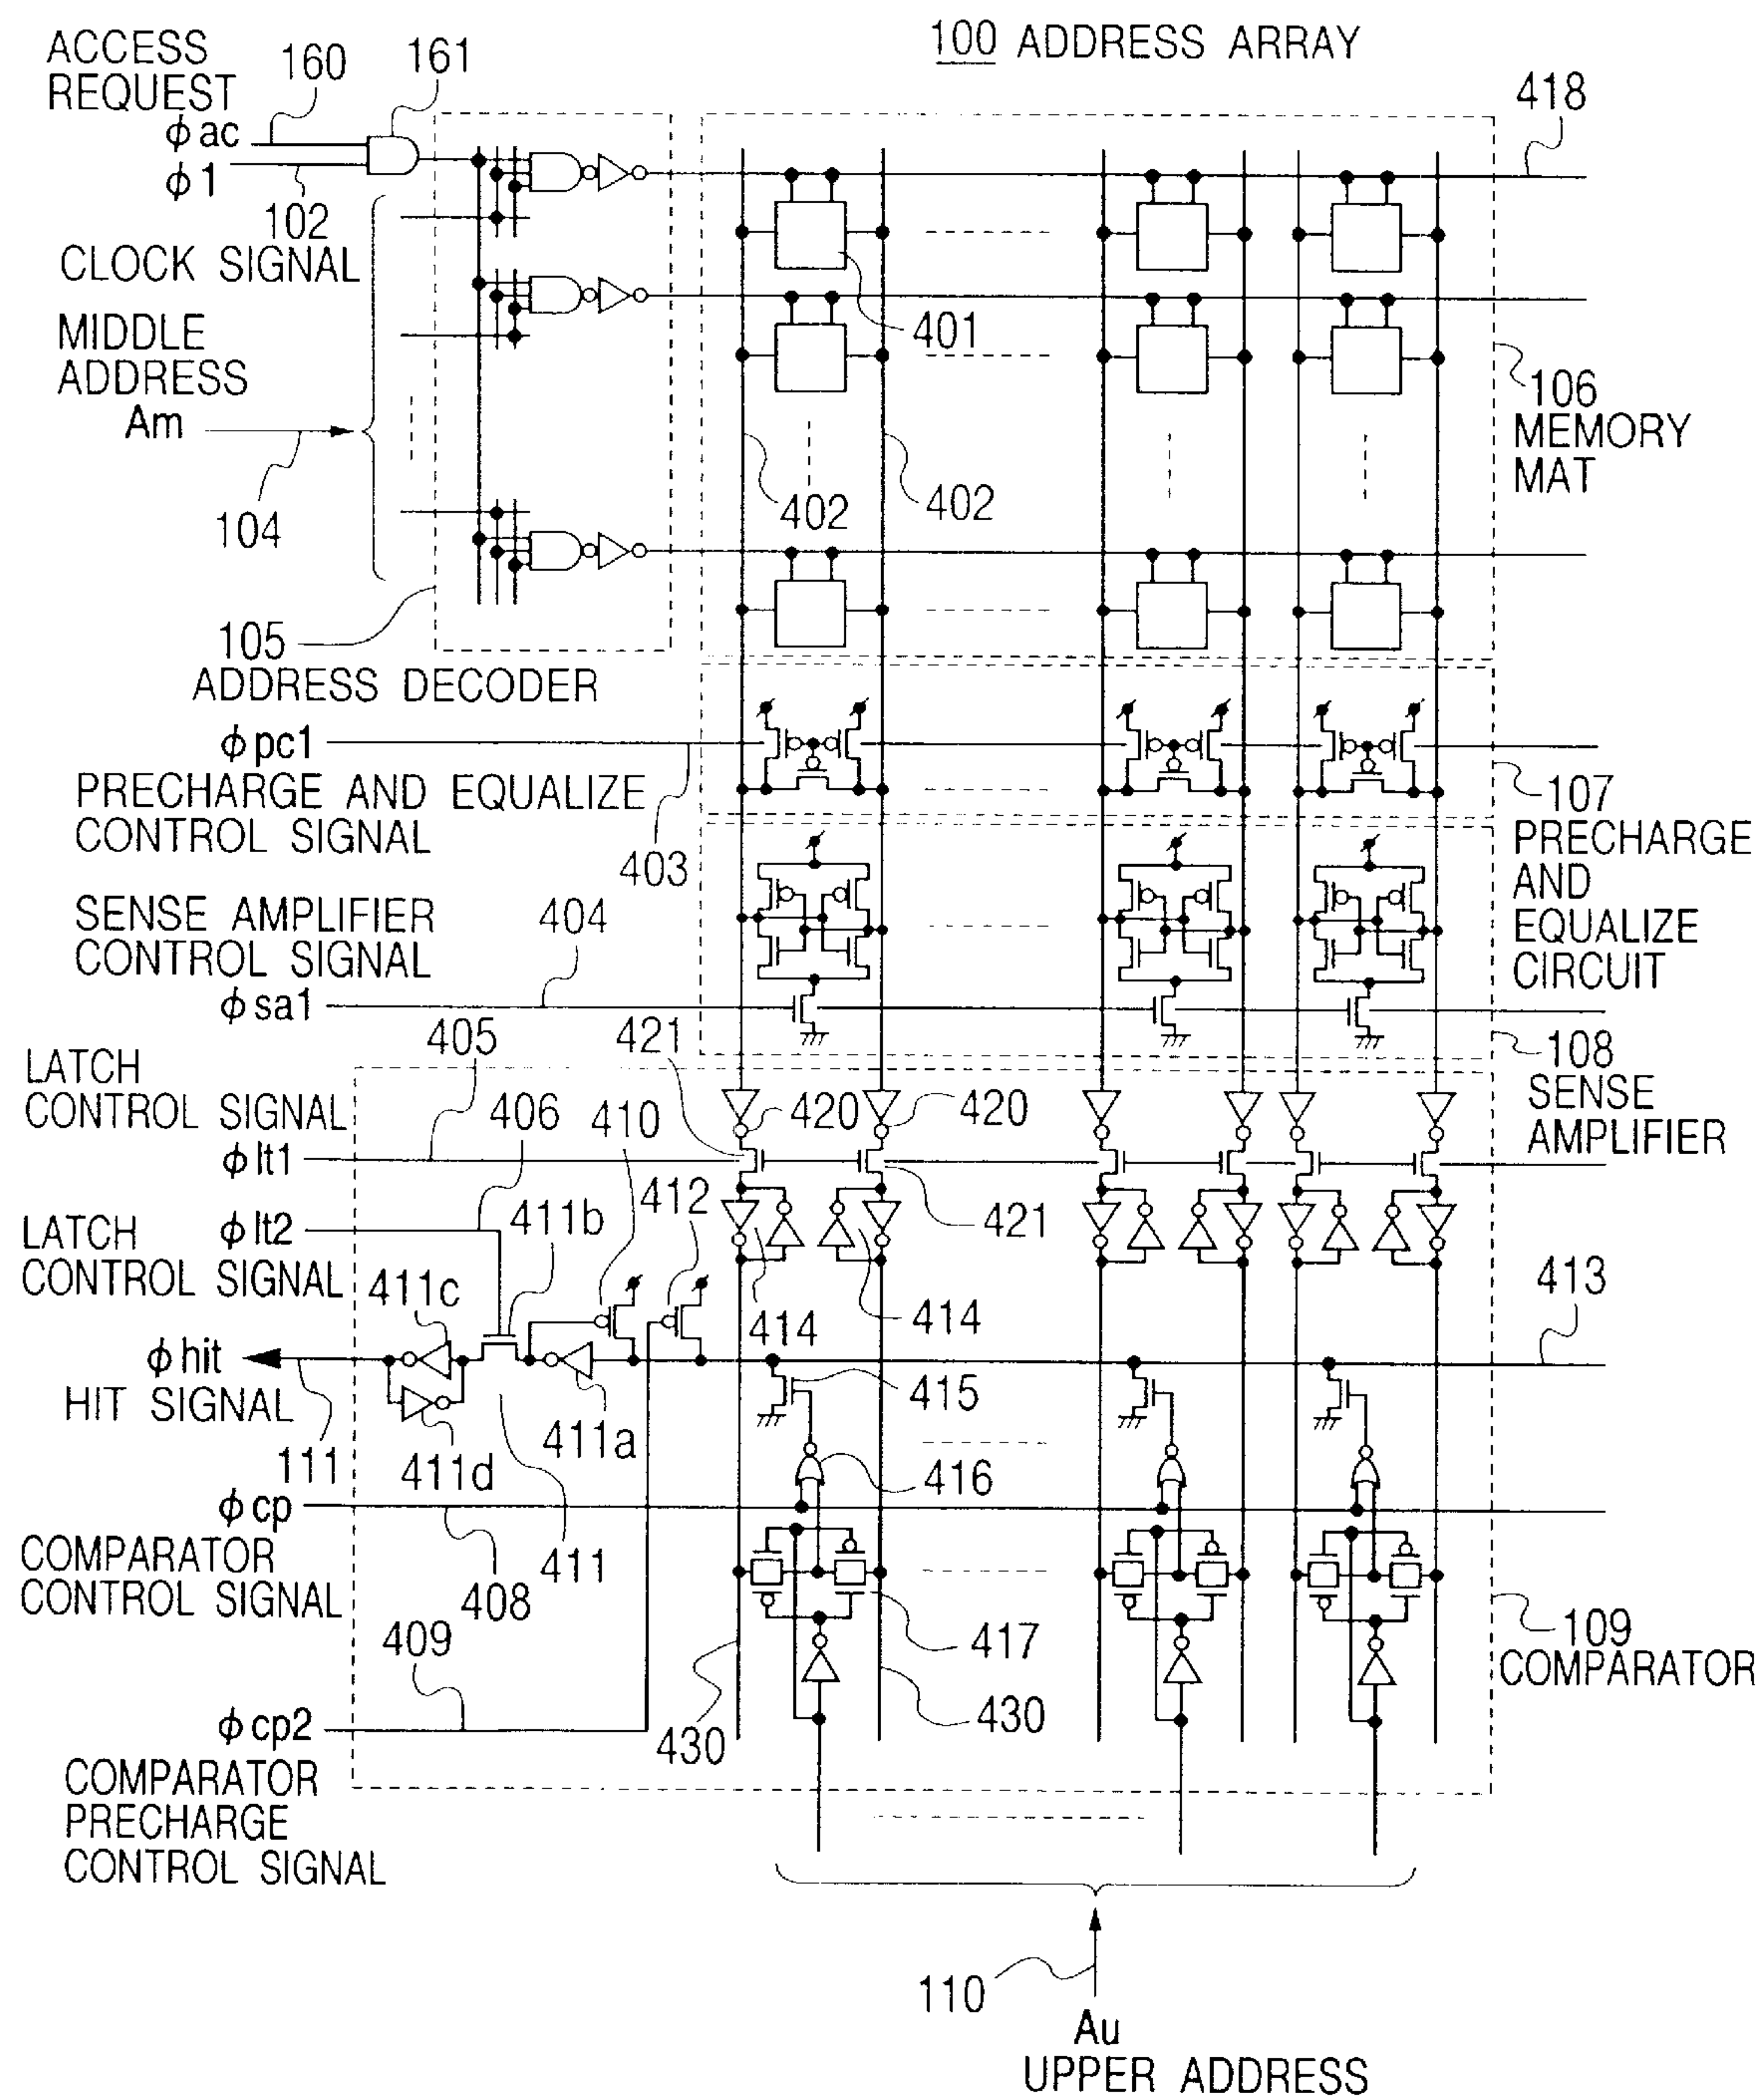 100 ADDRESS ARRAY
ACCESS
REQUEST
160
161
418
φac
φ1
102
CLOCK SIGNAL
401
MIDDLE
ADDRESS
Am
106
MEMORY
MAT
402
402
104
105
ADDRESS DECODER
φpc1
PRECHARGE AND EQUALIZE
CONTROL SIGNAL
403
107
PRECHARGE
AND
EQUALIZE
CIRCUIT
SENSE AMPLIFIER
CONTROL SIGNAL
404
φsa1
405
421
108
SENSE
AMPLIFIER
LATCH
CONTROL SIGNAL
406
410
420
420
φlt1
412
421
φlt2
411b
LATCH
CONTROL SIGNAL
411c
414
414
413
φhit
HIT SIGNAL
415
111
411d
411a
416
φcp
COMPARATOR
CONTROL SIGNAL
408
411
417
109
COMPARATOR
409
φcp2
430
430
COMPARATOR
PRECHARGE
CONTROL SIGNAL
110
Au
UPPER ADDRESS